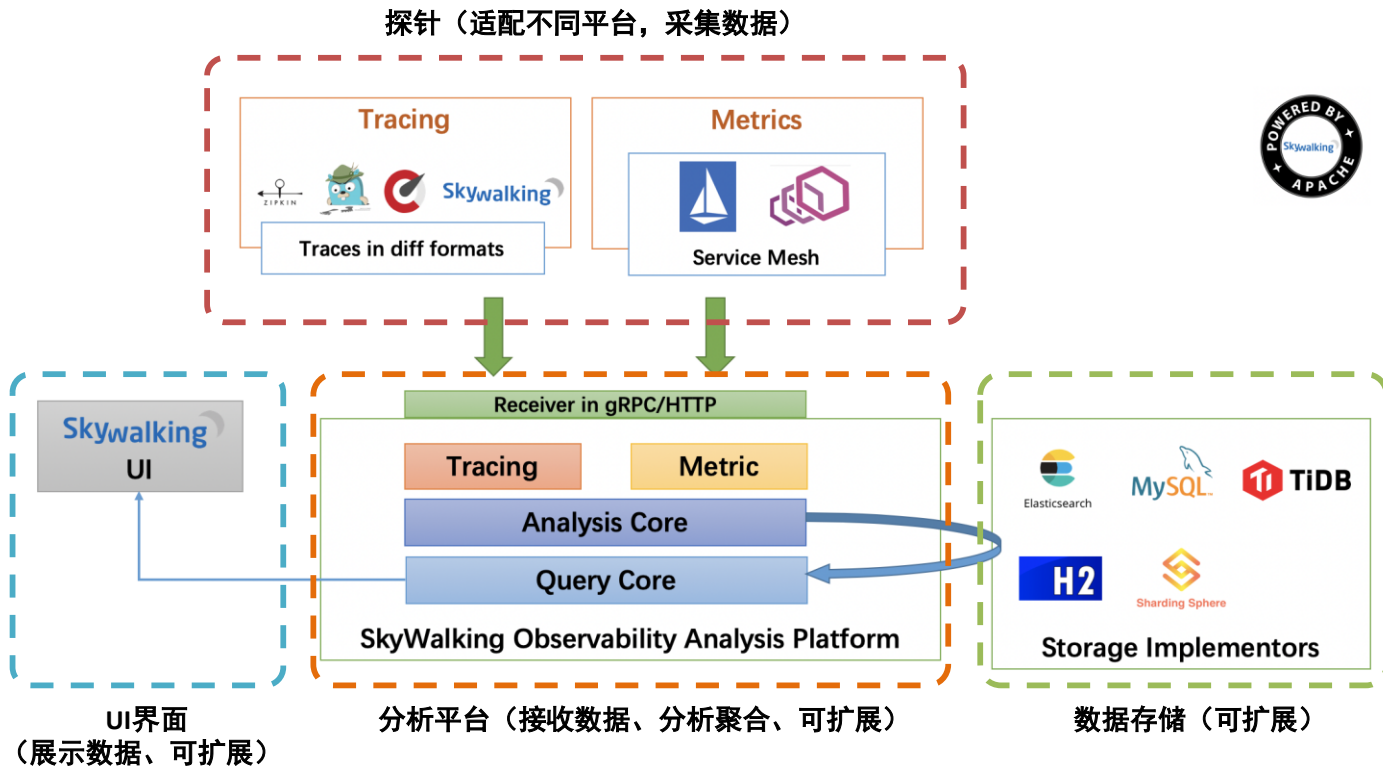 探针（适配不同平台，采集数据）
Tracing
Metrics
ZIPKIN
Skywalking
Traces in diff formats
Service Mesh
POWERED BY
Skywalking
APACHE
Receiver in gRPC/HTTP
Skywalking
UI
Tracing
Metric
Analysis Core
Query Core
SkyWalking Observability Analysis Platform
Elasticsearch
MySQL™
TiDB
H2
Sharding Sphere
Storage Implementors
UI界面
（展示数据、可扩展）
分析平台（接收数据、分析聚合、可扩展）
数据存储（可扩展）